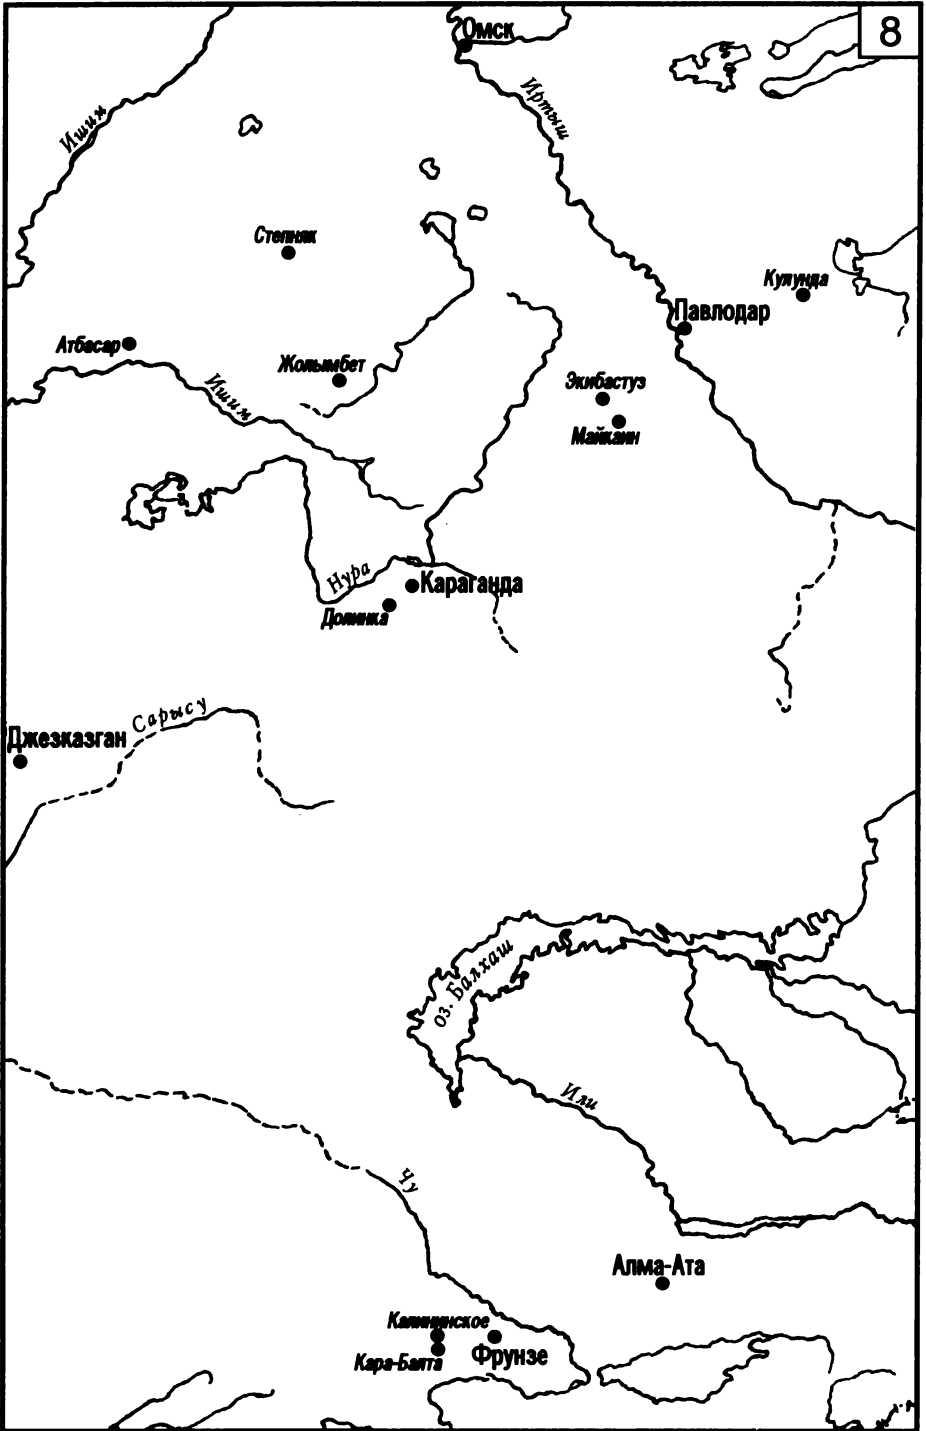 Омск
8
Иртыш
Ишим
Степняк
Кулунда
Павлодар
Атбасар
Жолымбет
Экибастуз
Ишим
Майкаин
Нура
Караганда
Долинка
Сарысу
Джезказган
оз. Балхаш
Или
Чу
Алма-Ата
Калининское
Фрунзе
Кара-Балта